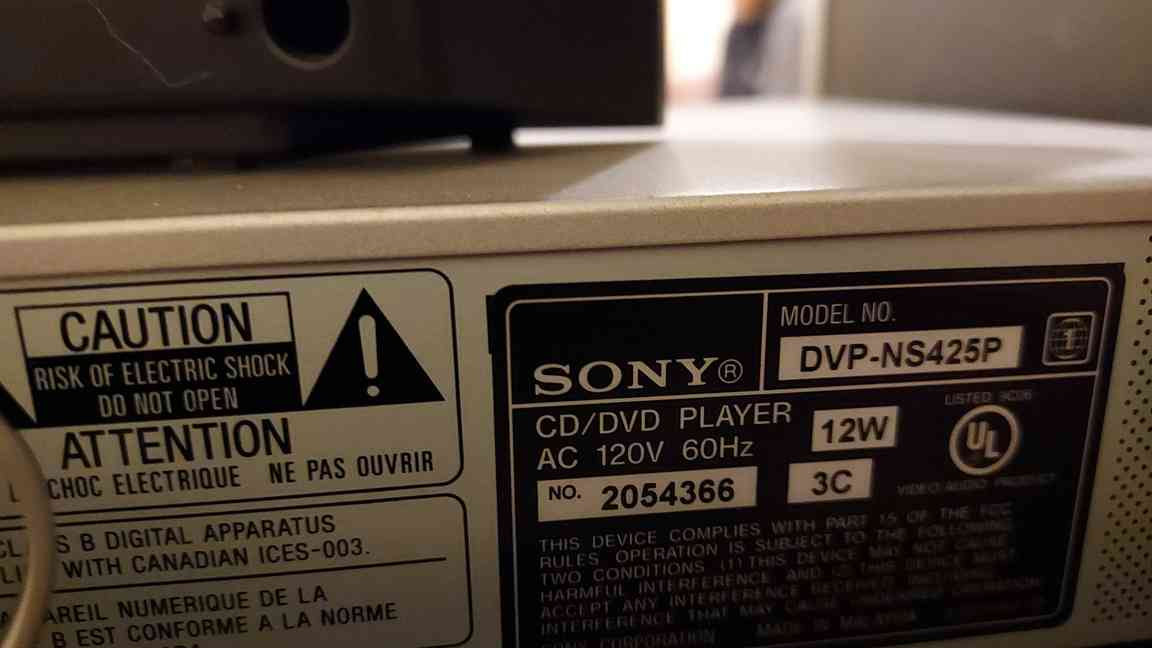 CAUTION
RISK OF ELECTRIC SHOCK
DO NOT OPEN
ATTENTION
CHOC ELECTRIQUE NE PAS OUVRIR
S B DIGITAL APPARATUS
WITH CANADIAN ICES-003.
AREIL NUMERIQUE DE LA
B EST CONFORME A LA NORME
SONY®
MODEL NO.
DVP-NS425P
1
CD/DVD PLAYER
AC 120V 60Hz
12W
LISTED
UL
NO. 2054366
3C
VIDEO AUDIO PRODUCT
THIS DEVICE COMPLIES WITH PART 15 OF THE FCC
RULES. OPERATION IS SUBJECT TO THE FOLLOWING
TWO CONDITIONS (1) THIS DEVICE MAY NOT CAUSE
HARMFUL INTERFERENCE, AND (2) THIS DEVICE MUST
ACCEPT ANY INTERFERENCE RECEIVED INCLUDING
INTERFERENCE THAT MAY CAUSE OPERATION
SONY CORPORATION MADE IN MALAYSIA